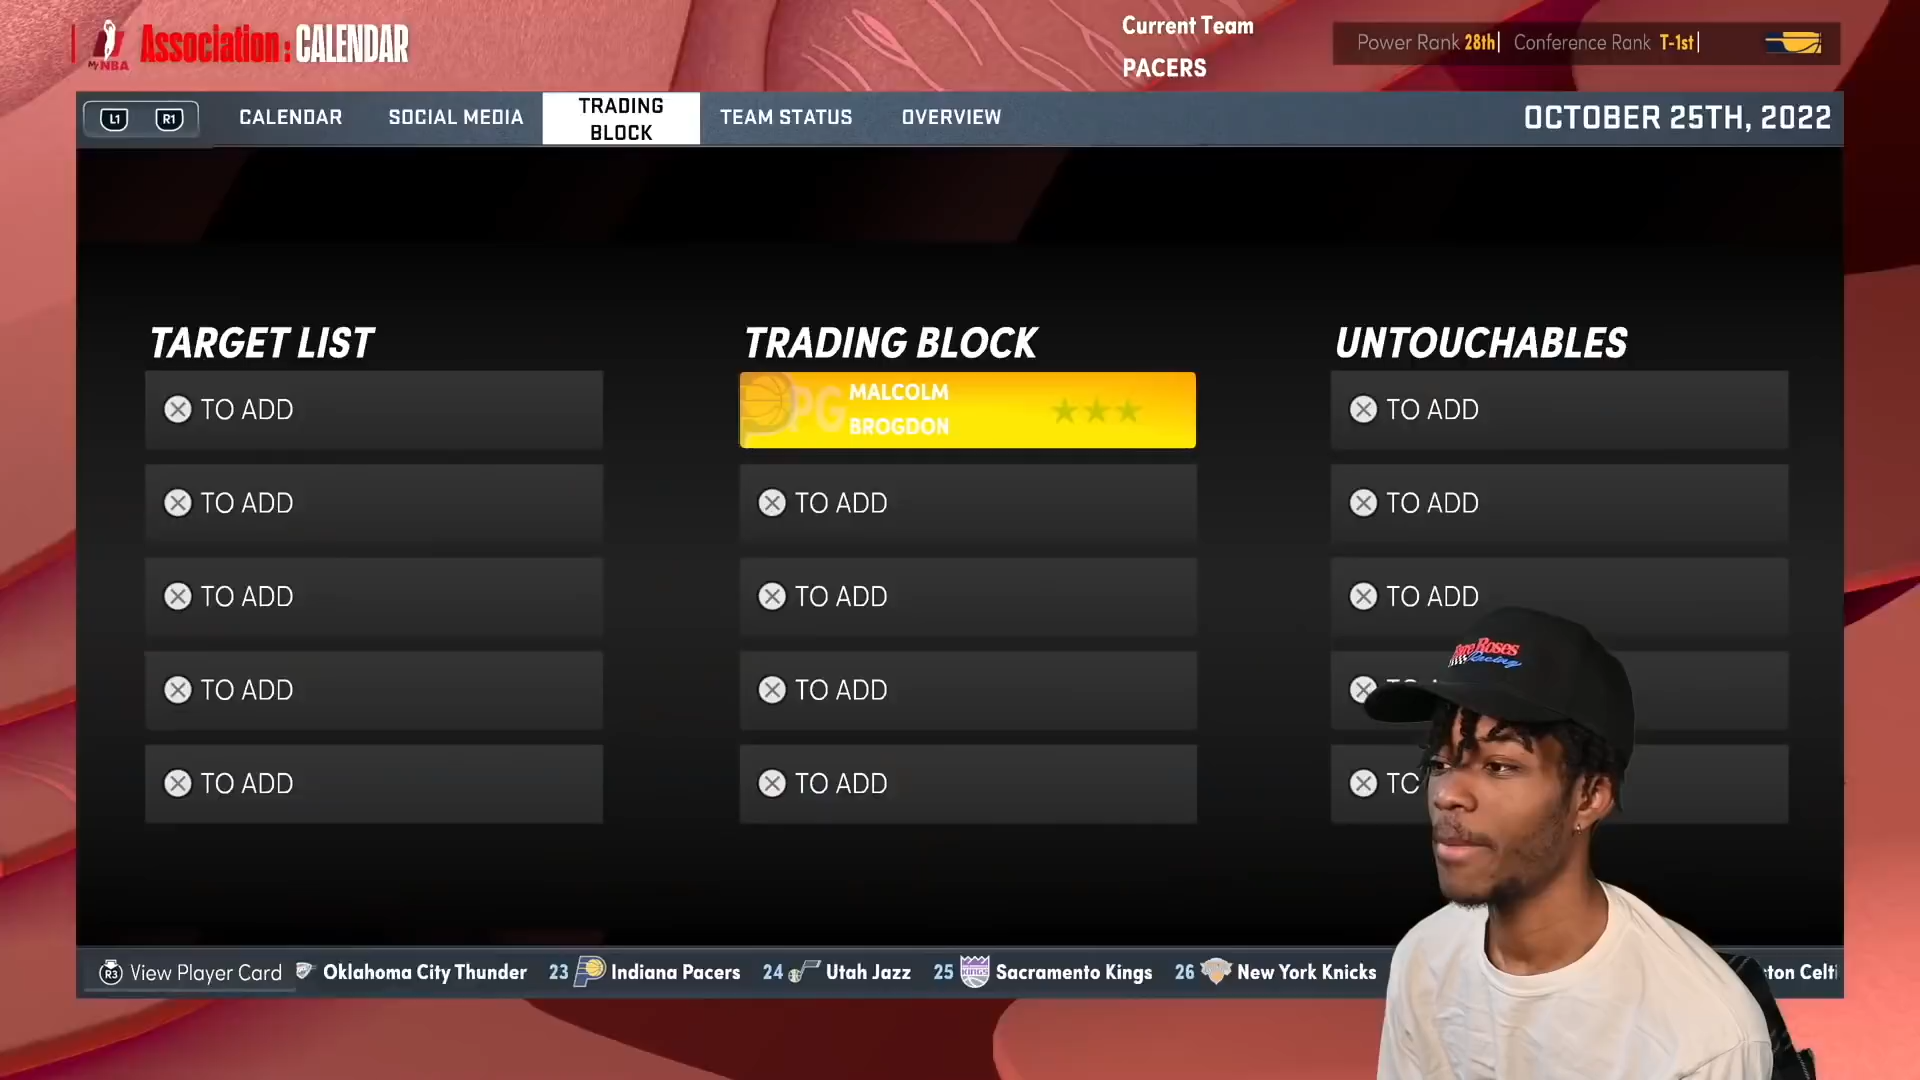 MyNBA
Association : CALENDAR
Current Team
PACERS
Power Rank 28th| Conference Rank T-1st|
L1 R1
CALENDAR
SOCIAL MEDIA
TRADING
BLOCK
TEAM STATUS
OVERVIEW
OCTOBER 25TH, 2022
TARGET LIST
TO ADD
TO ADD
TO ADD
TO ADD
TO ADD
TRADING BLOCK
PG MALCOLM
BROGDON
TO ADD
TO ADD
TO ADD
TO ADD
UNTOUCHABLES
TO ADD
TO ADD
TO ADD
Roses
Racing
R3 View Player Card Oklahoma City Thunder 23 Indiana Pacers 24 Utah Jazz 25 KINGS Sacramento Kings 26 New York Knicks